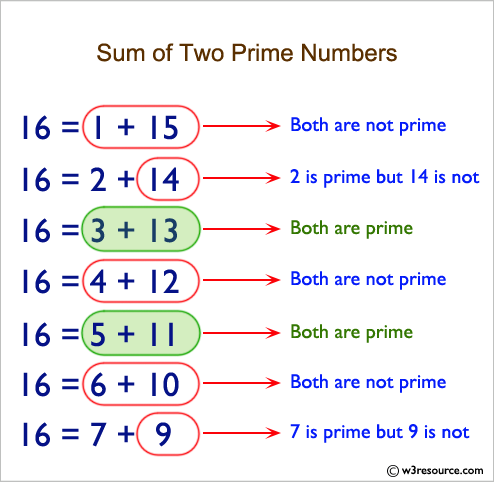 Sum of Two Prime Numbers
16 = 1 + 15 Both are not prime
16 = 2 + 14 2 is prime but 14 is not
16 = 3 + 13 Both are prime
16 = 4 + 12 Both are not prime
16 = 5 + 11 Both are prime
16 = 6 + 10 Both are not prime
16 = 7 + 9 7 is prime but 9 is not
© w3resource.com